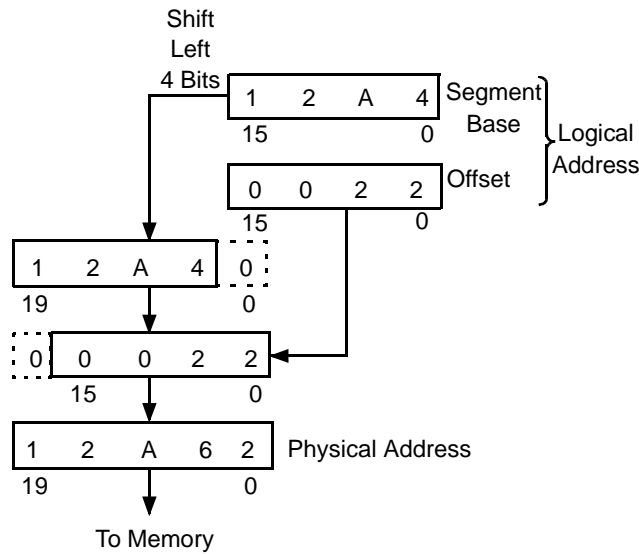 Shift
Left
4 Bits
1 2 A 4
Segment
Base
15 0
Logical
Address
0 0 2 2
Offset
15 0
1 2 A 4 0
19 0
0 0 0 2 2
15 0
1 2 A 6 2
Physical Address
19 0
To Memory